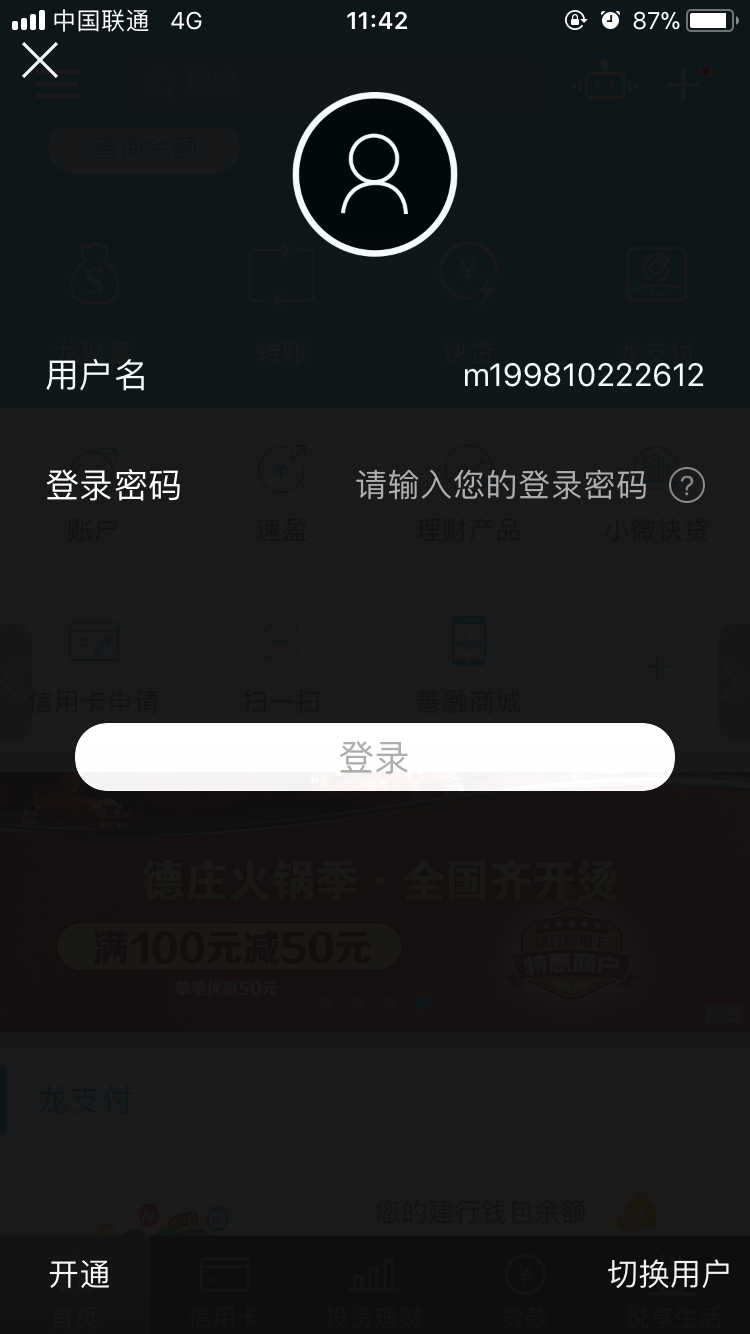 中国联通 4G 11:42 87%
搜索
查询余额
转账 快贷 龙支付
用户名 m199810222612
登录密码 请输入您的登录密码 ?
账户 速盈 理财产品 小微快贷
信用卡申请 扫一扫 善融商城
登录
德庄火锅季·全国齐开烫
满100元减50元
建行信用卡
特惠商户
单笔优惠50元
龙支付
您的建行钱包余额
开通 切换用户
首页 信用卡 投资理财 贷款 悦享生活